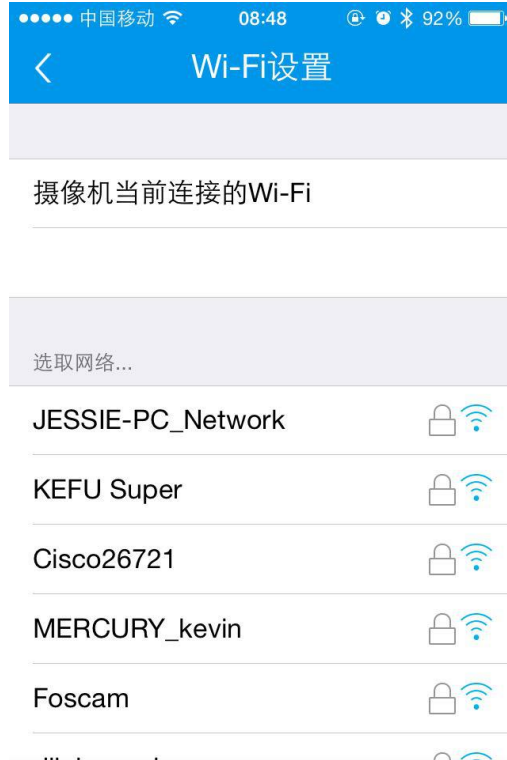 中国移动 08:48 92%
Wi-Fi设置
摄像机当前连接的Wi-Fi
选取网络...
JESSIE-PC_Network
KEFU Super
Cisco26721
MERCURY_kevin
Foscam